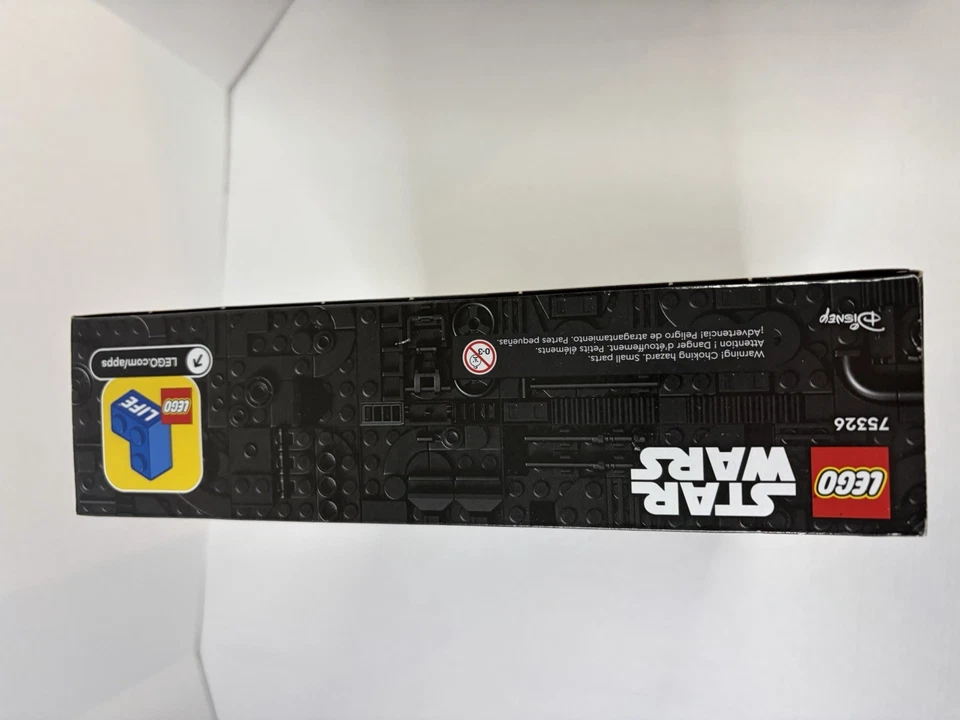 LEGO
STAR
WARS
75326
Warning! Choking hazard. Small parts.
Attention ! Danger d'étouffement. Petits éléments.
¡Advertencia! Peligro de atragantamiento. Partes pequeñas.
0-3
Disney
LEGO
LIFE
LEGO.com/apps